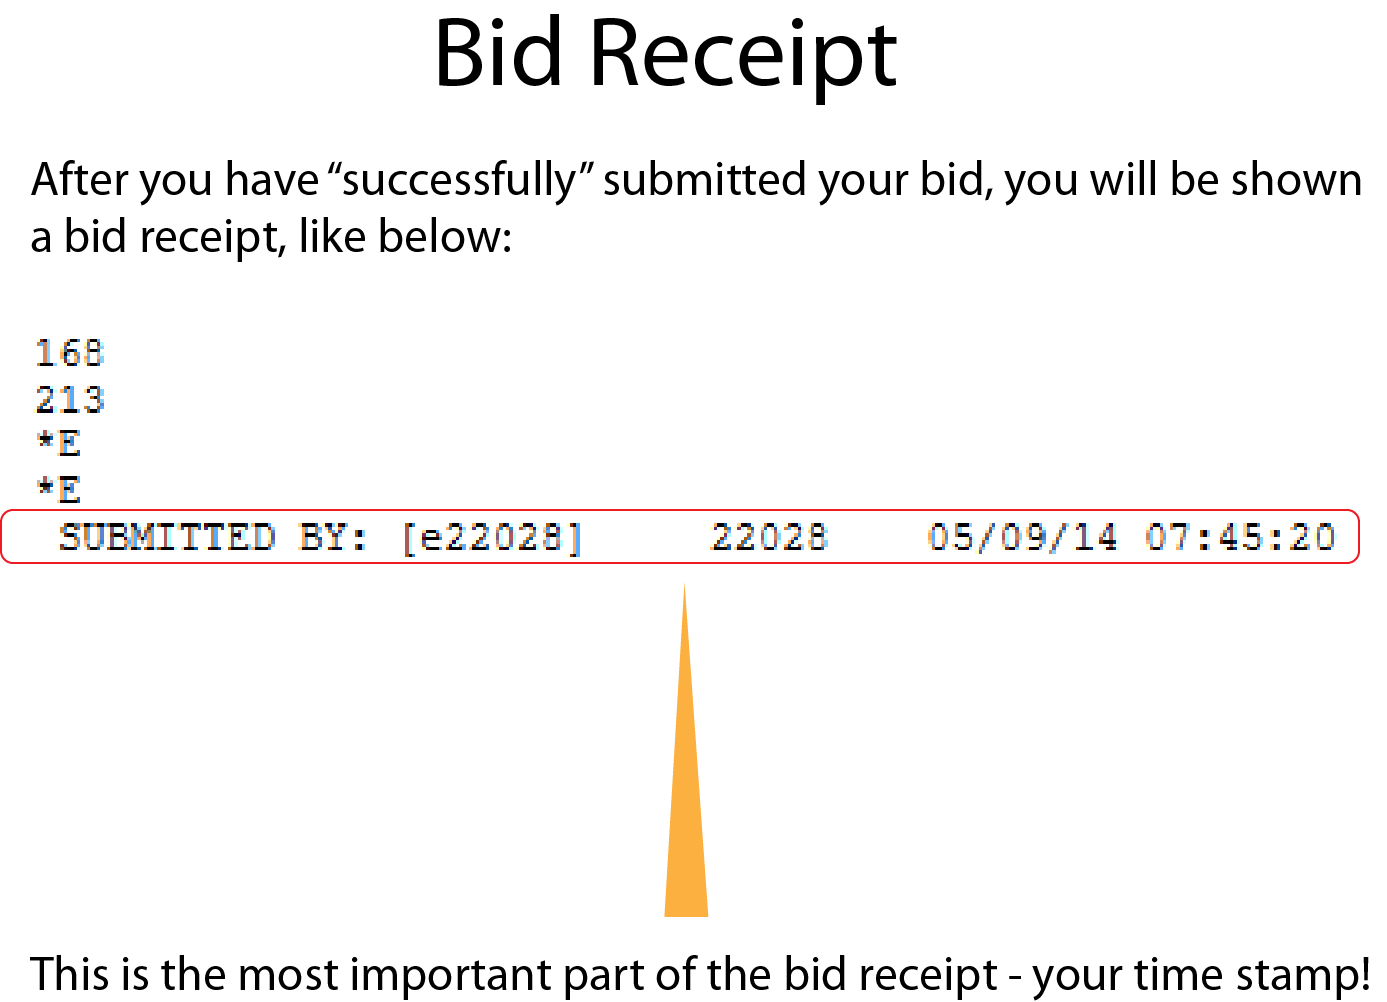 Bid Receipt
After you have “successfully” submitted your bid, you will be shown
a bid receipt, like below:
168
213
*E
*E
SUBMITTED BY: [e22028] 22028 05/09/14 07:45:20
This is the most important part of the bid receipt - your time stamp!